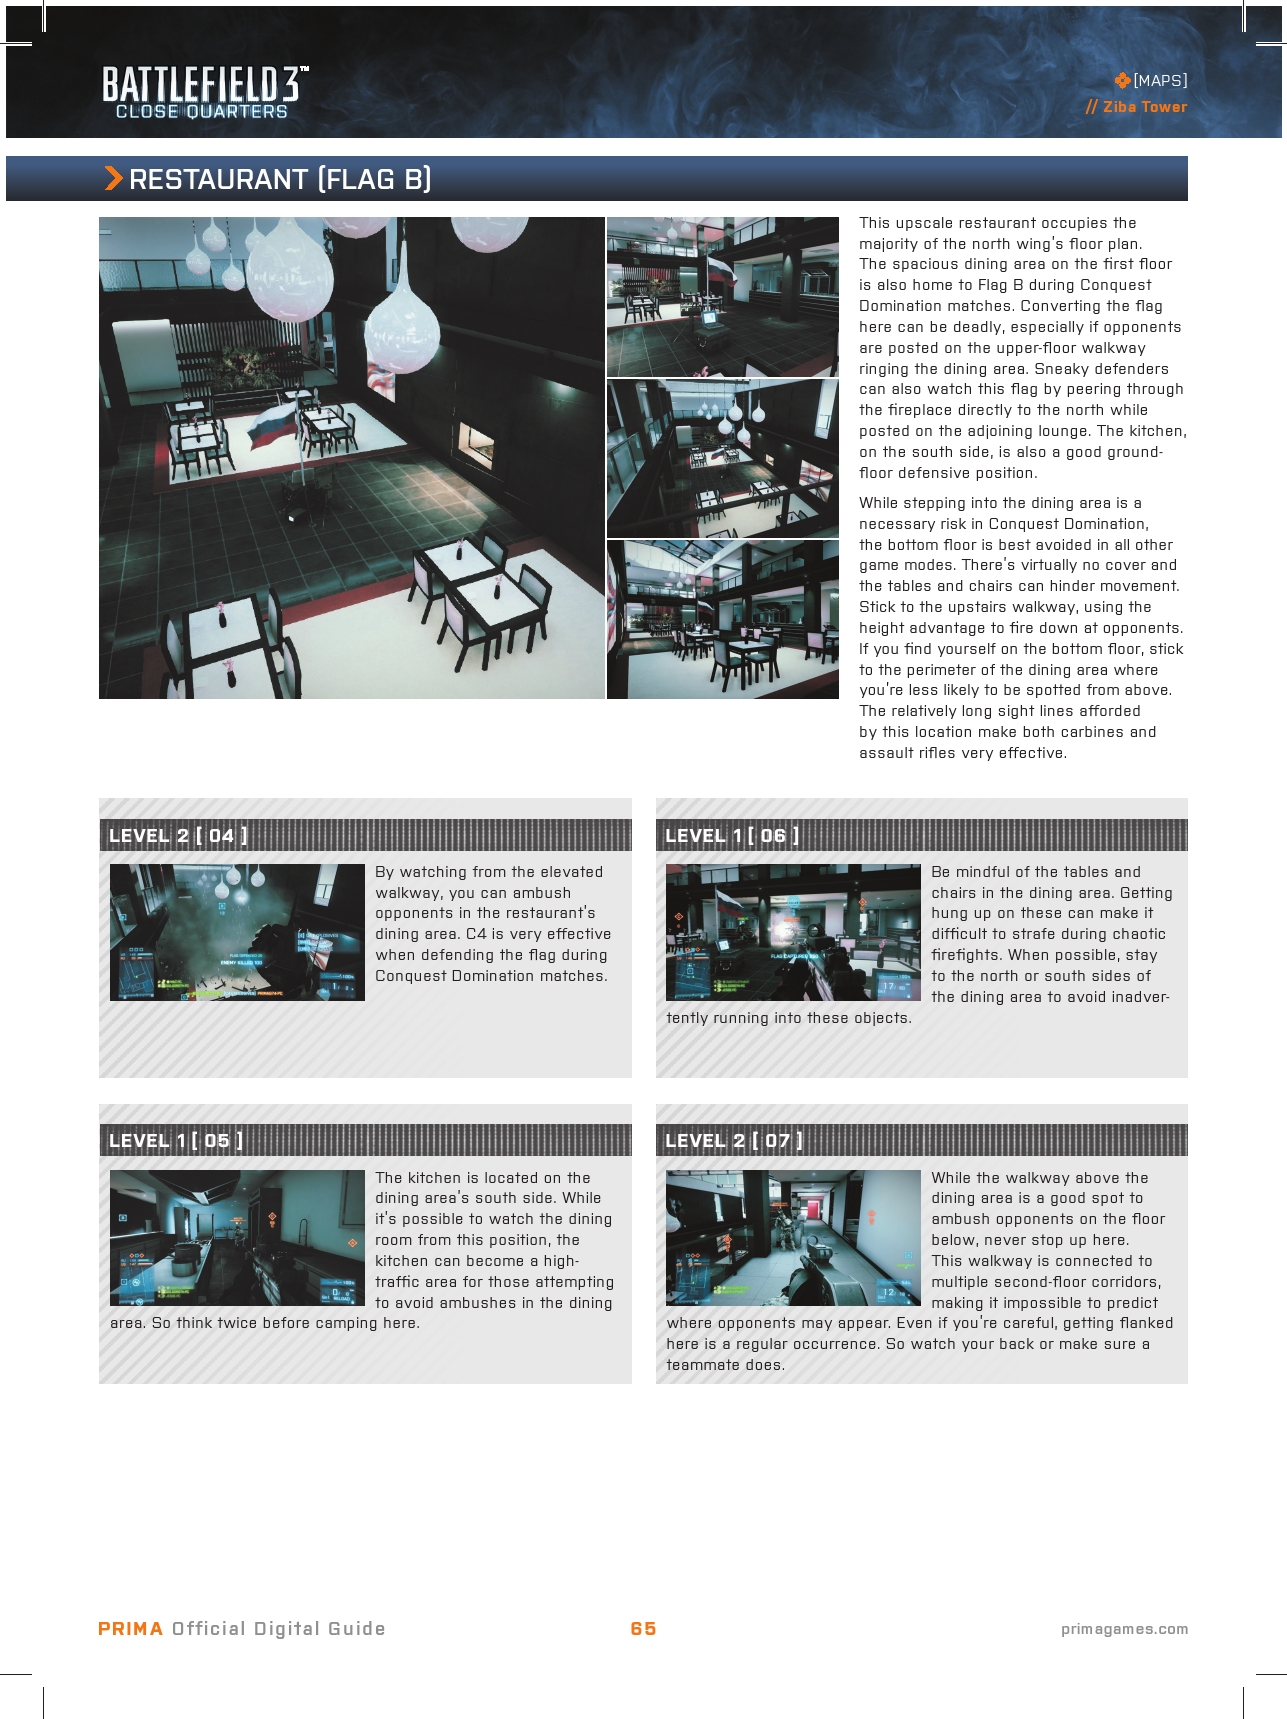 BATTLEFIELD 3™
CLOSE QUARTERS
[MAPS]
// Ziba Tower
RESTAURANT (FLAG B)
This upscale restaurant occupies the
majority of the north wing's floor plan.
The spacious dining area on the first floor
is also home to Flag B during Conquest
Domination matches. Converting the flag
here can be deadly, especially if opponents
are posted on the upper-floor walkway
ringing the dining area. Sneaky defenders
can also watch this flag by peering through
the fireplace directly to the north while
posted on the adjoining lounge. The kitchen,
on the south side, is also a good ground-
floor defensive position.
While stepping into the dining area is a
necessary risk in Conquest Domination,
the bottom floor is best avoided in all other
game modes. There's virtually no cover and
the tables and chairs can hinder movement.
Stick to the upstairs walkway, using the
height advantage to fire down at opponents.
If you find yourself on the bottom floor, stick
to the perimeter of the dining area where
you're less likely to be spotted from above.
The relatively long sight lines afforded
by this location make both carbines and
assault rifles very effective.
LEVEL 2 [ 04 ]
By watching from the elevated
walkway, you can ambush
opponents in the restaurant's
dining area. C4 is very effective
when defending the flag during
Conquest Domination matches.
ENEMY KILLED 100
LEVEL 1 [ 06 ]
Be mindful of the tables and
chairs in the dining area. Getting
hung up on these can make it
difficult to strafe during chaotic
firefights. When possible, stay
to the north or south sides of
the dining area to avoid inadver-
tently running into these objects.
FLAG CAPTURED
LEVEL 1 [ 05 ]
The kitchen is located on the
dining area's south side. While
it's possible to watch the dining
room from this position, the
kitchen can become a high-
traffic area for those attempting
to avoid ambushes in the dining
area. So think twice before camping here.
LEVEL 2 [ 07 ]
While the walkway above the
dining area is a good spot to
ambush opponents on the floor
below, never stop up here.
This walkway is connected to
multiple second-floor corridors,
making it impossible to predict
where opponents may appear. Even if you're careful, getting flanked
here is a regular occurrence. So watch your back or make sure a
teammate does.
PRIMA Official Digital Guide
65
primagames.com